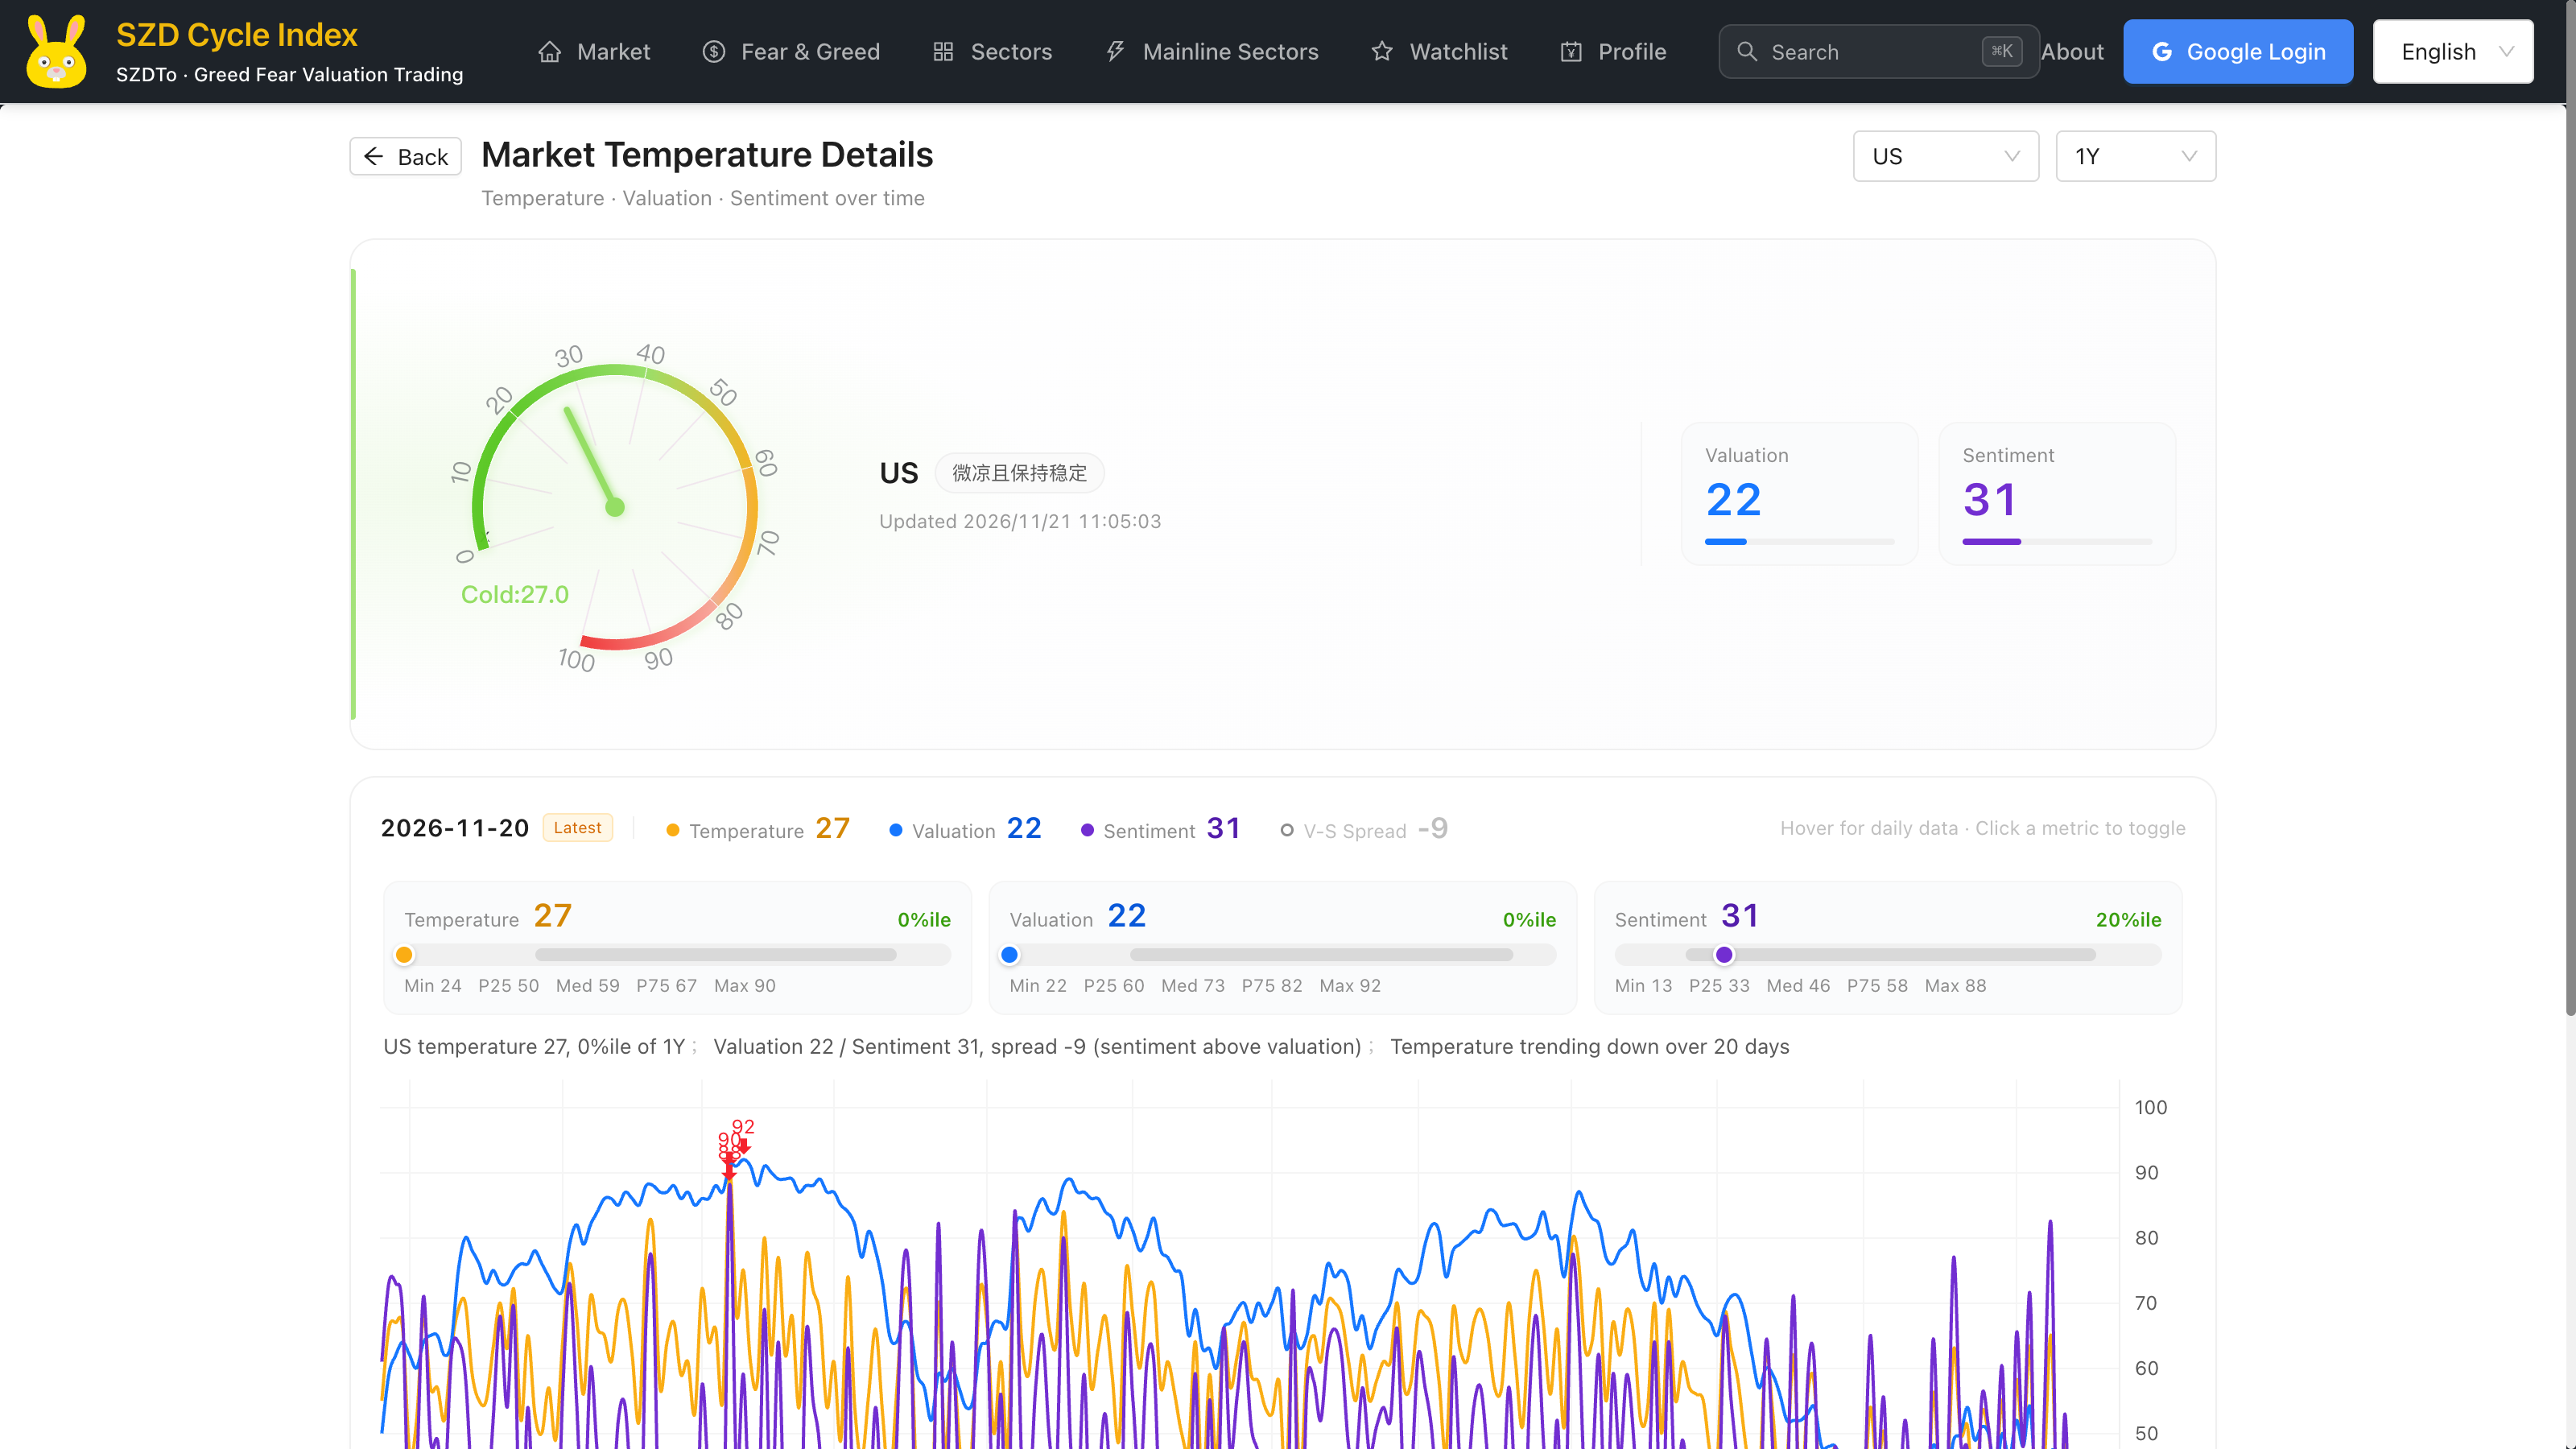 SZD Cycle Index
SZDTo · Greed Fear Valuation Trading
Market
Fear & Greed
Sectors
Mainline Sectors
Watchlist
Profile
Search
⌘K
About
Google Login
English
Back
Market Temperature Details
Temperature · Valuation · Sentiment over time
US
1Y
0
10
20
30
40
50
60
70
80
90
100
Cold:27.0
US
微凉且保持稳定
Updated 2026/11/21 11:05:03
Valuation
22
Sentiment
31
2026-11-20
Latest
Temperature 27
Valuation 22
Sentiment 31
V-S Spread -9
Hover for daily data · Click a metric to toggle
Temperature 27
0%ile
Min 24 P25 50 Med 59 P75 67 Max 90
Valuation 22
0%ile
Min 22 P25 60 Med 73 P75 82 Max 92
Sentiment 31
20%ile
Min 13 P25 33 Med 46 P75 58 Max 88
US temperature 27, 0%ile of 1Y； Valuation 22 / Sentiment 31, spread -9 (sentiment above valuation)； Temperature trending down over 20 days
92
90
88
100
90
80
70
60
50